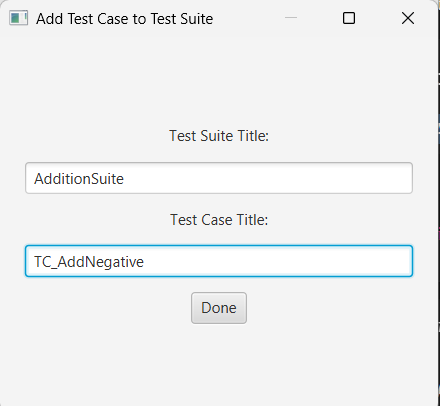 Add Test Case to Test Suite
Test Suite Title:
AdditionSuite
Test Case Title:
TC_AddNegative
Done